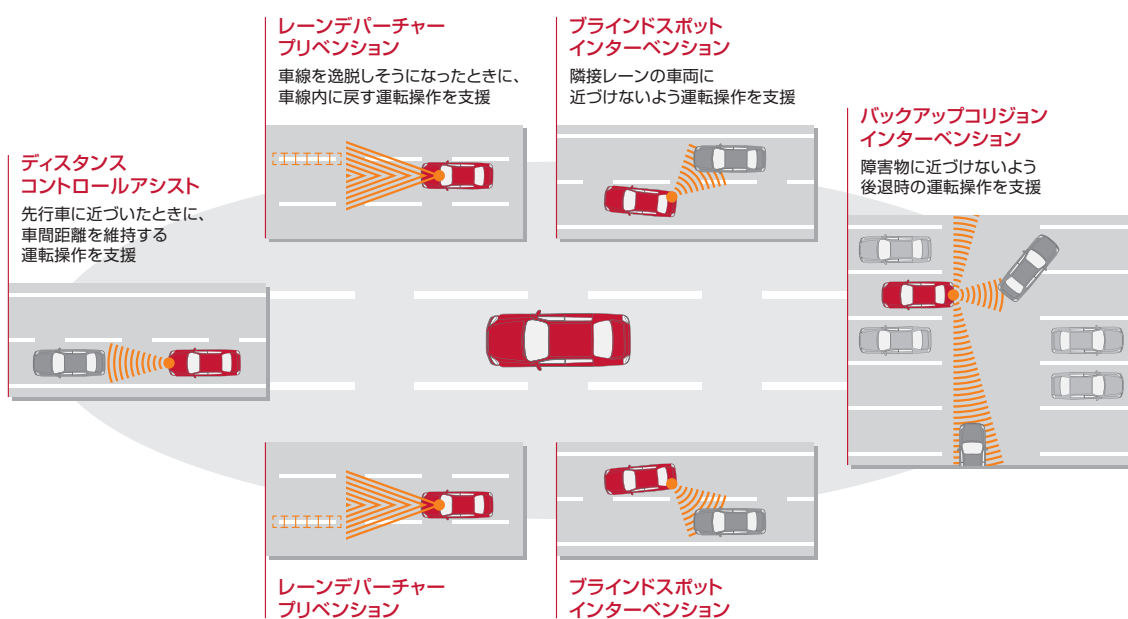 レーンデパーチャー
プリベンション
車線を逸脱しそうになったときに、
車線内に戻す運転操作を支援
ブラインドスポット
インターベンション
隣接レーンの車両に
近づけないよう運転操作を支援
バックアップコリジョン
インターベンション
障害物に近づけないよう
後退時の運転操作を支援
ディスタンス
コントロールアシスト
先行車に近づいたときに、
車間距離を維持する
運転操作を支援
レーンデパーチャー
プリベンション
ブラインドスポット
インターベンション